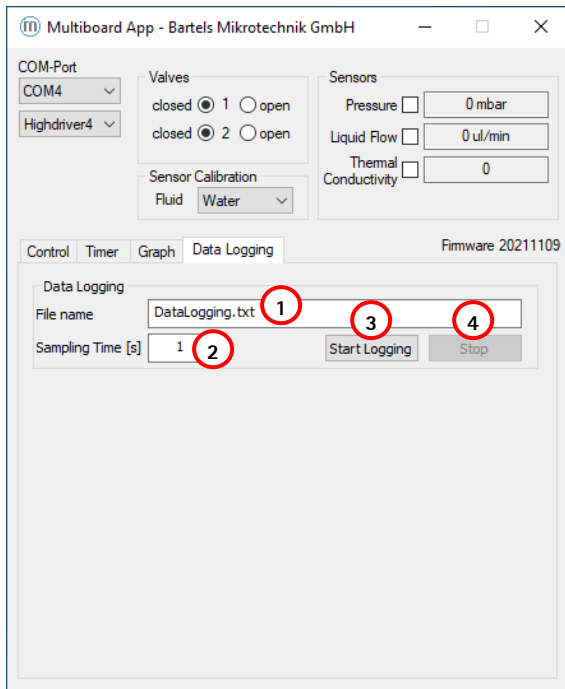 Multiboard App - Bartels Mikrotechnik GmbH
COM-Port
COM4
Highdriver4
Valves
closed 1 open
closed 2 open
Sensor Calibration
Fluid Water
Sensors
Pressure 0 mbar
Liquid Flow 0 ul/min
Thermal
Conductivity 0
Control Timer Graph Data Logging Firmware 20211109
Data Logging
File name DataLogging.txt 1
Sampling Time [s] 1 2
3 4
Start Logging Stop